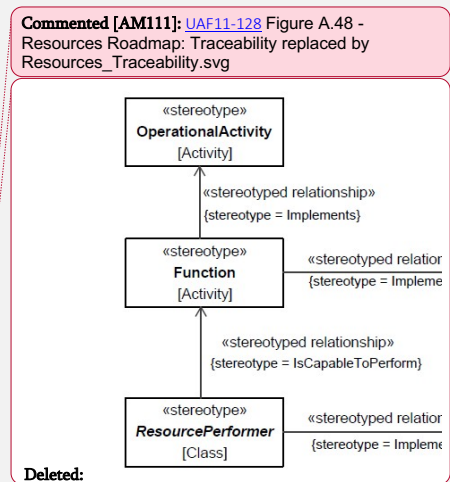 Commented [AM111]: UAF11-128 Figure A.48 -
Resources Roadmap: Traceability replaced by
Resources_Traceability.svg
«stereotype»
OperationalActivity
[Activity]
«stereotyped relationship»
{stereotype = Implements}
«stereotype»
Function
[Activity]
«stereotyped relation
{stereotype = Impleme
«stereotyped relationship»
{stereotype = IsCapableToPerform}
«stereotype»
ResourcePerformer
[Class]
«stereotyped relation
{stereotype = Impleme
Deleted: